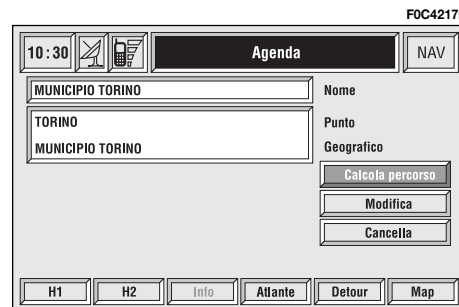 F0C4217
10:30
Agenda
NAV
MUNICIPIO TORINO
Nome
TORINO
MUNICIPIO TORINO
Punto
Geografico
Calcola percorso
Modifica
Cancella
H1
H2
Info
Atlante
Detour
Map